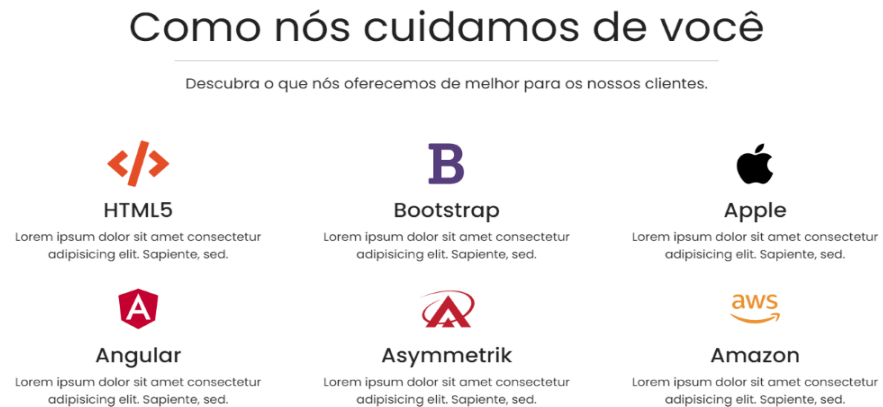 Como nós cuidamos de você
Descubra o que nós oferecemos de melhor para os nossos clientes.
HTML5
Lorem ipsum dolor sit amet consectetur
adipisicing elit. Sapiente, sed.
Bootstrap
Lorem ipsum dolor sit amet consectetur
adipisicing elit. Sapiente, sed.
Apple
Lorem ipsum dolor sit amet consectetur
adipisicing elit. Sapiente, sed.
Angular
Lorem ipsum dolor sit amet consectetur
adipisicing elit. Sapiente, sed.
Asymmetrik
Lorem ipsum dolor sit amet consectetur
adipisicing elit. Sapiente, sed.
aws
Amazon
Lorem ipsum dolor sit amet consectetur
adipisicing elit. Sapiente, sed.